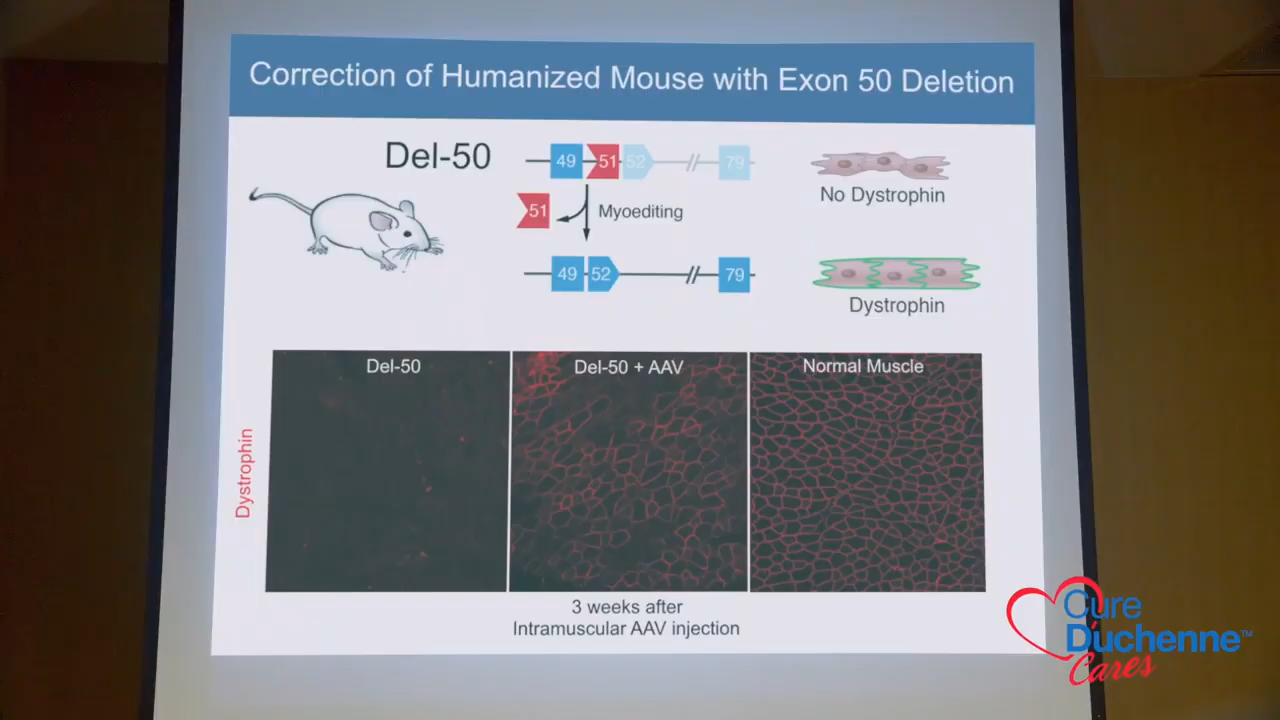 Correction of Humanized Mouse with Exon 50 Deletion
Del-50
49 51 52 79
No Dystrophin
51
Myoediting
49 52 79
Dystrophin
Del-50
Del-50 + AAV
Normal Muscle
Dystrophin
3 weeks after
Intramuscular AAV injection
Cure
Duchenne™
Cares